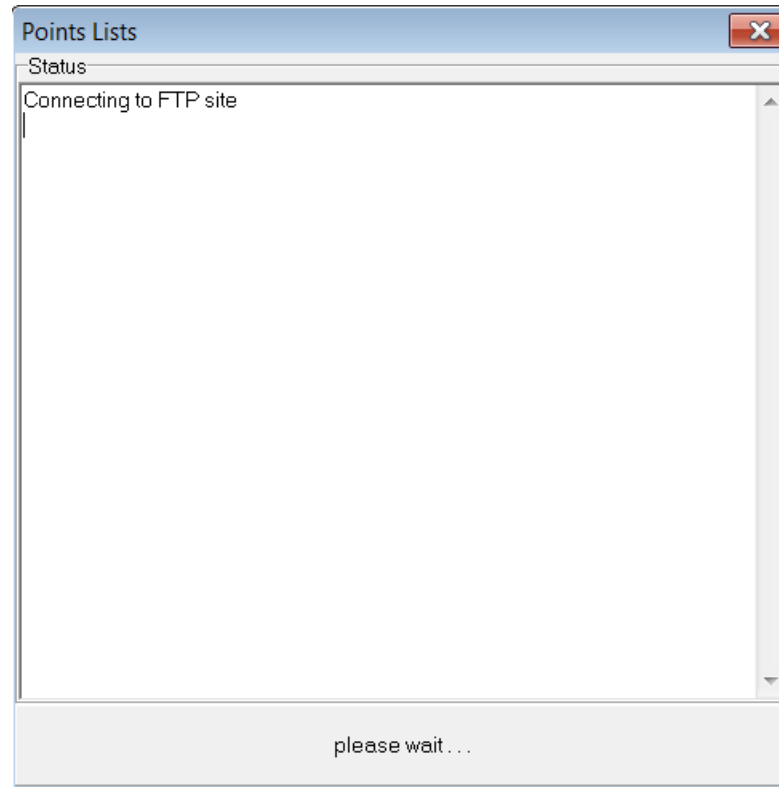 Points Lists
Status
Connecting to FTP site
please wait . . .